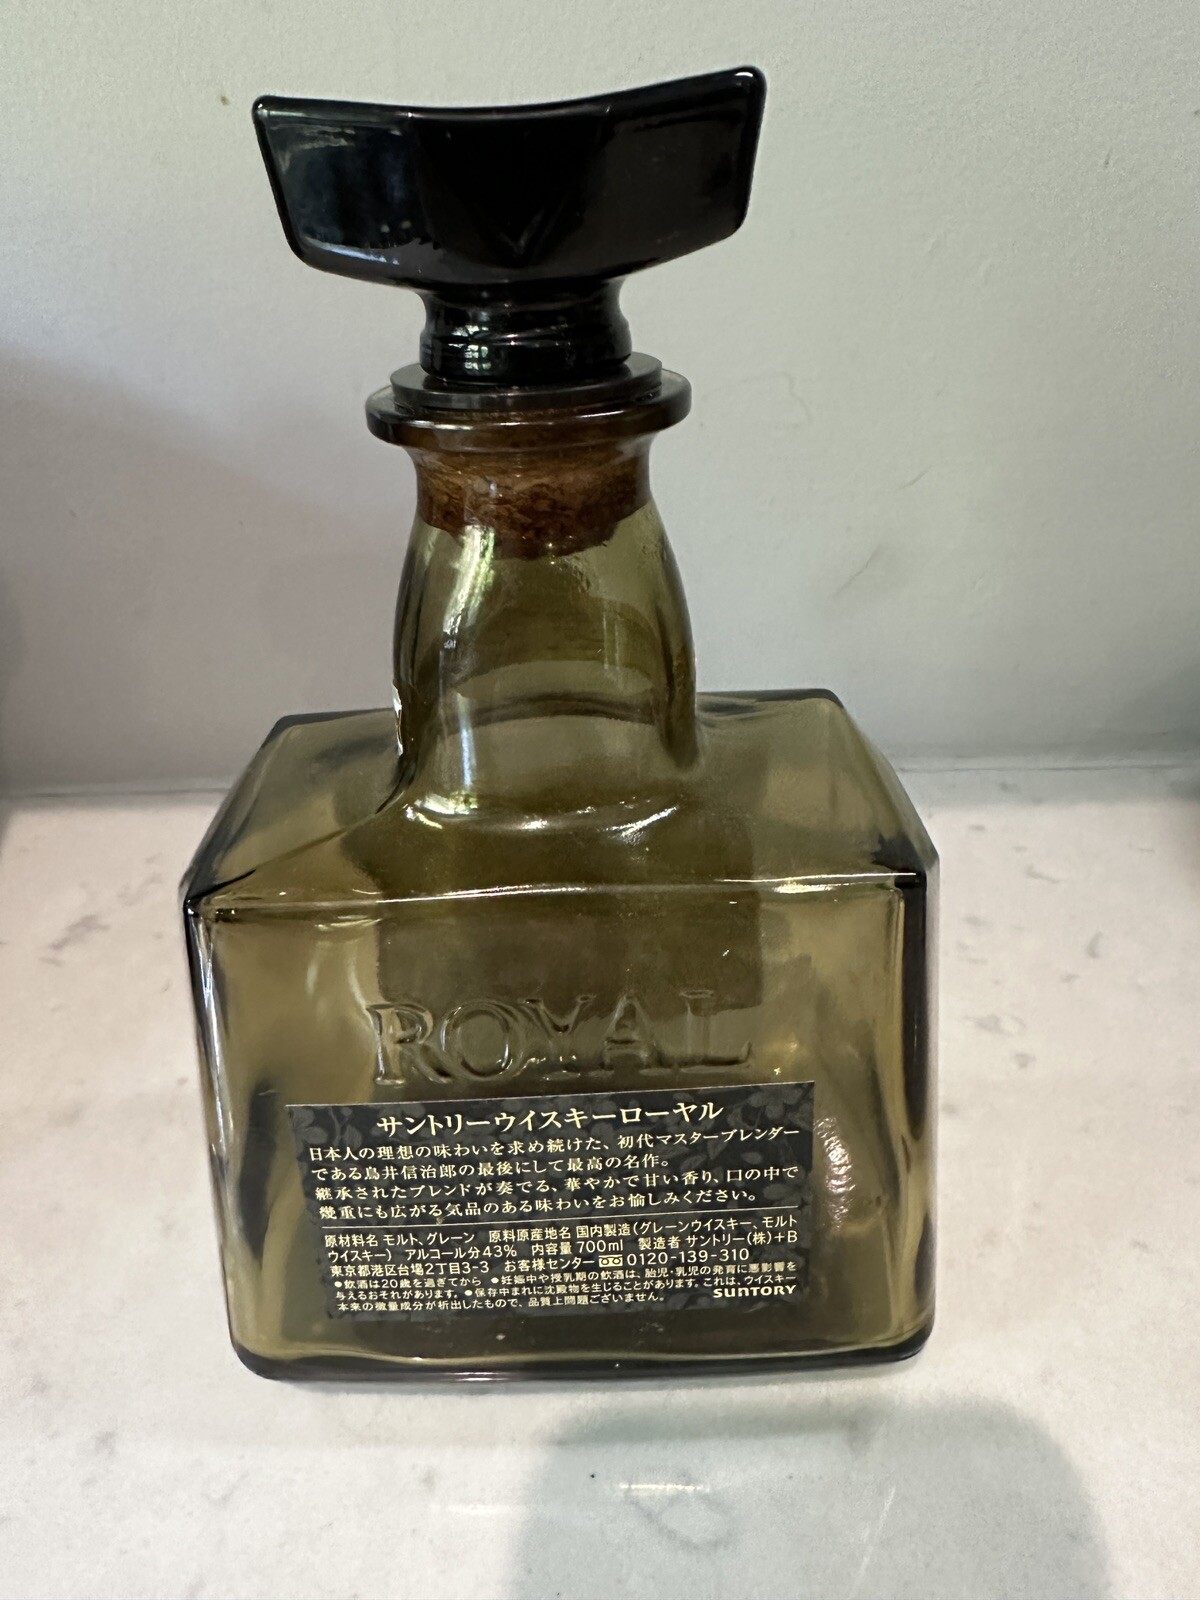 ROYAL
サントリーウイスキーローヤル
日本人の理想の味わいを求め続けた、初代マスターブレンダー
である鳥井信治郎の最後にして最高の名作。
継承されたブレンドが奏でる、華やかで甘い香り、口の中で
幾重にも広がる気品のある味わいをお愉しみください。
原材料名 モルト、グレーン 原料原産地名 国内製造(グレーンウイスキー、モルト
ウイスキー) アルコール分43% 内容量700ml 製造者 サントリー(株)+B
東京都港区台場2丁目3-3 お客様センター 0120-139-310
●飲酒は20歳を過ぎてから ●妊娠中や授乳期の飲酒は、胎児・乳児の発育に悪影響を
与えるおそれがあります。●保存中まれに沈殿物を生じることがあります。これは、ウイスキー
本来の微量成分が析出したもので、品質上問題ございません。 SUNTORY